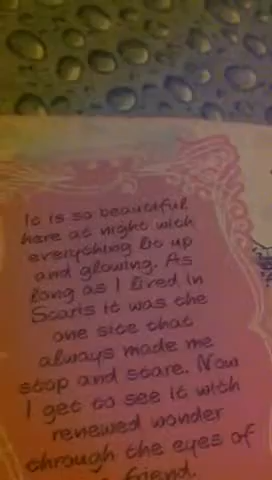 It is so beautiful
here at night with
everything lit up
and glowing. As
long as I lived in
Scaris it was the
one site that
always made me
stop and stare. Now
I get to see it with
renewed wonder
through the eyes of
friend.